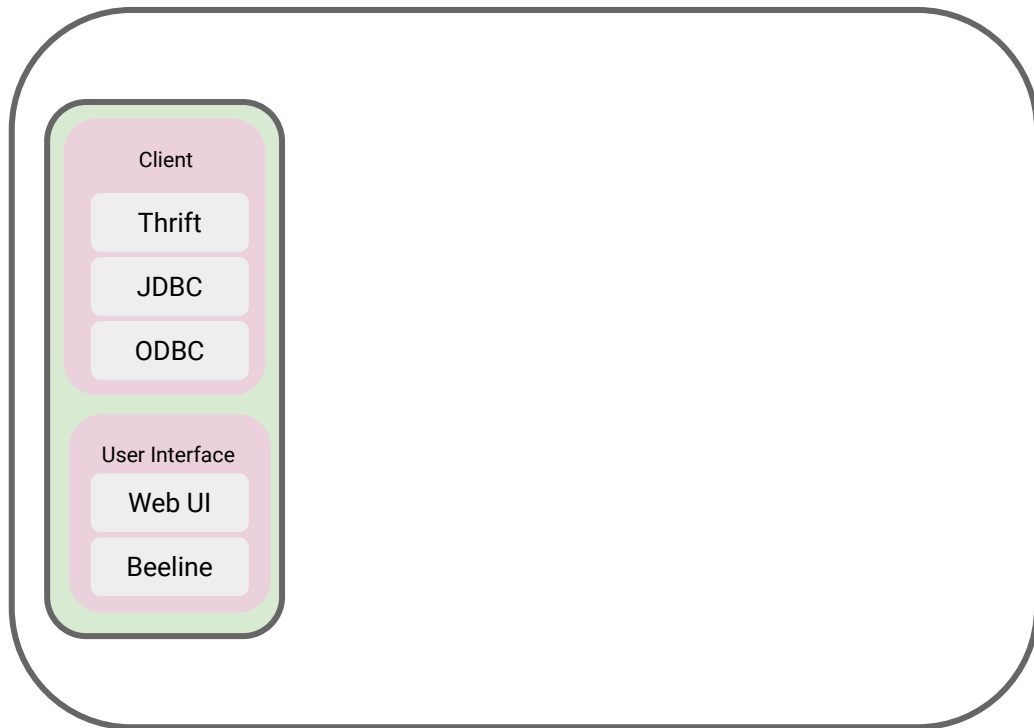 Client
Thrift
JDBC
ODBC
User Interface
Web UI
Beeline